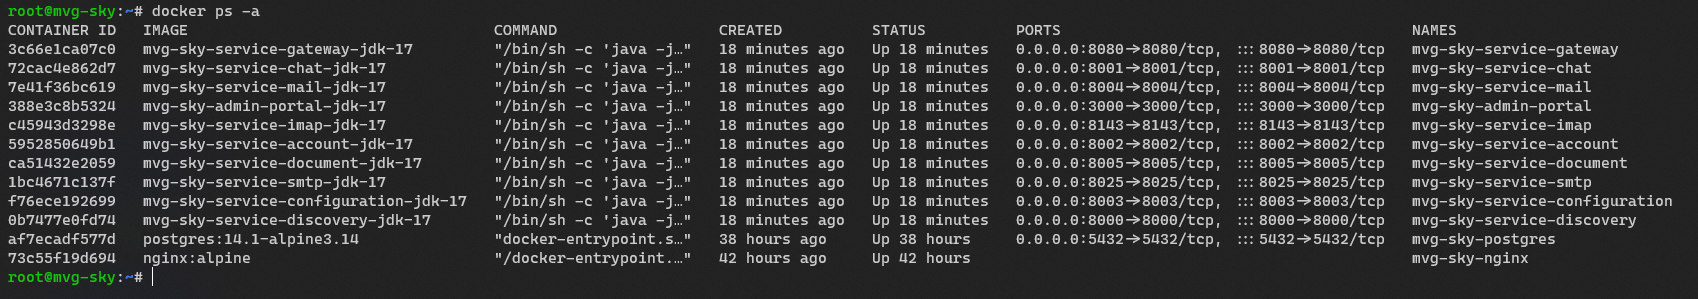 root@mvg-sky:~# docker ps -a
CONTAINER ID   IMAGE                                  COMMAND                  CREATED          STATUS          PORTS                                       NAMES
3c66e1ca07c0   mvg-sky-service-gateway-jdk-17         "/bin/sh -c 'java -j…"   18 minutes ago   Up 18 minutes   0.0.0.0:8080->8080/tcp, :::8080->8080/tcp   mvg-sky-service-gateway
72cac4e862d7   mvg-sky-service-chat-jdk-17            "/bin/sh -c 'java -j…"   18 minutes ago   Up 18 minutes   0.0.0.0:8001->8001/tcp, :::8001->8001/tcp   mvg-sky-service-chat
7e41f36bc619   mvg-sky-service-mail-jdk-17            "/bin/sh -c 'java -j…"   18 minutes ago   Up 18 minutes   0.0.0.0:8004->8004/tcp, :::8004->8004/tcp   mvg-sky-service-mail
388e3c8b5324   mvg-sky-admin-portal-jdk-17            "/bin/sh -c 'java -j…"   18 minutes ago   Up 18 minutes   0.0.0.0:3000->3000/tcp, :::3000->3000/tcp   mvg-sky-admin-portal
c45943d3298e   mvg-sky-service-imap-jdk-17            "/bin/sh -c 'java -j…"   18 minutes ago   Up 18 minutes   0.0.0.0:8143->8143/tcp, :::8143->8143/tcp   mvg-sky-service-imap
5952850649b1   mvg-sky-service-account-jdk-17         "/bin/sh -c 'java -j…"   18 minutes ago   Up 18 minutes   0.0.0.0:8002->8002/tcp, :::8002->8002/tcp   mvg-sky-service-account
ca51432e2059   mvg-sky-service-document-jdk-17        "/bin/sh -c 'java -j…"   18 minutes ago   Up 18 minutes   0.0.0.0:8005->8005/tcp, :::8005->8005/tcp   mvg-sky-service-document
1bc4671c137f   mvg-sky-service-smtp-jdk-17            "/bin/sh -c 'java -j…"   18 minutes ago   Up 18 minutes   0.0.0.0:8025->8025/tcp, :::8025->8025/tcp   mvg-sky-service-smtp
f76ece192699   mvg-sky-service-configuration-jdk-17   "/bin/sh -c 'java -j…"   18 minutes ago   Up 18 minutes   0.0.0.0:8003->8003/tcp, :::8003->8003/tcp   mvg-sky-service-configuration
0b7477e0fd74   mvg-sky-service-discovery-jdk-17       "/bin/sh -c 'java -j…"   18 minutes ago   Up 18 minutes   0.0.0.0:8000->8000/tcp, :::8000->8000/tcp   mvg-sky-service-discovery
af7ecadf577d   postgres:14.1-alpine3.14               "docker-entrypoint.s…"   38 hours ago     Up 38 hours     0.0.0.0:5432->5432/tcp, :::5432->5432/tcp   mvg-sky-postgres
73c55f19d694   nginx:alpine                           "/docker-entrypoint.…"   42 hours ago     Up 42 hours                                                 mvg-sky-nginx
root@mvg-sky:~#